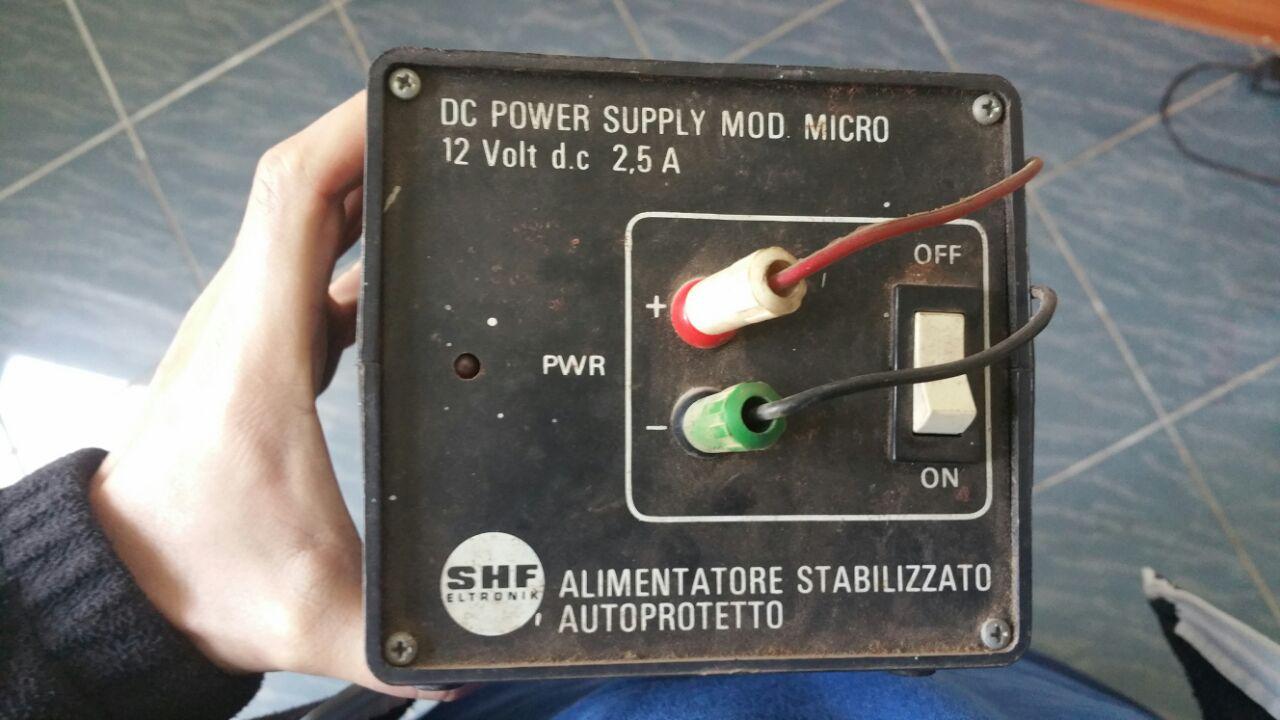 DC POWER SUPPLY MOD. MICRO
12 Volt d.c 2,5 A
OFF
+
PWR
−
ON
SHF
ELTRONIK
ALIMENTATORE STABILIZZATO
AUTOPROTETTO